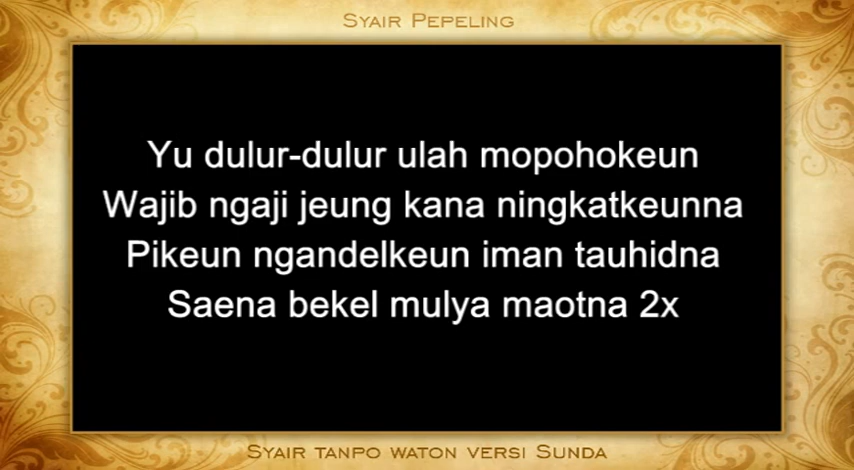 Syair Pepeling
Yu dulur-dulur ulah mopohokeun
Wajib ngaji jeung kana ningkatkeunna
Pikeun ngandelkeun iman tauhidna
Saena bekel mulya maotna 2x
Syair tanpo waton versi Sunda